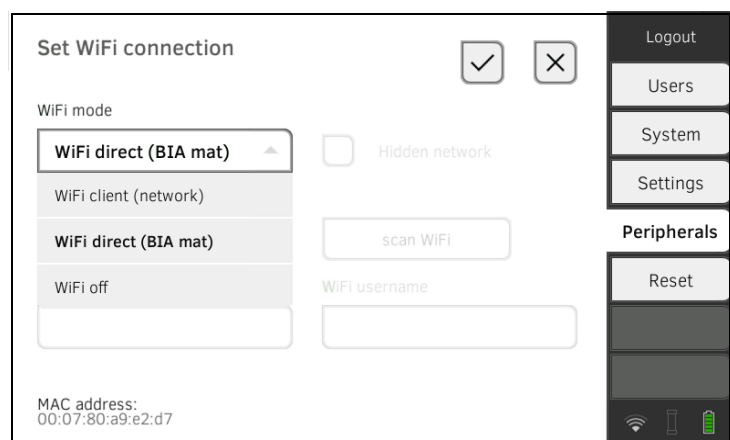 Set WiFi connection
WiFi mode
WiFi direct (BIA mat)
Hidden network
WiFi client (network)
WiFi direct (BIA mat)
scan WiFi
WiFi off
WiFi username
MAC address:
00:07:80:a9:e2:d7
Logout
Users
System
Settings
Peripherals
Reset